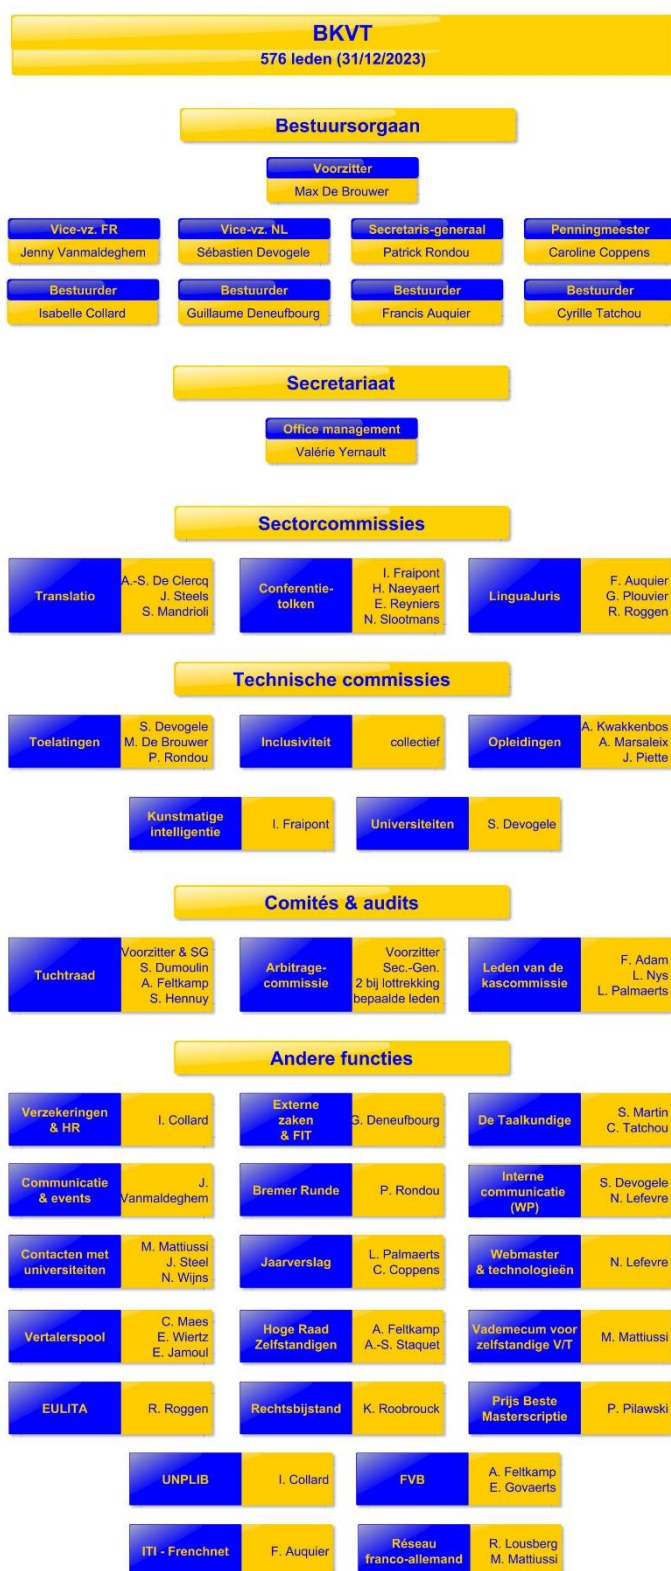 BKVT
576 leden (31/12/2023)
Bestuursorgaan
Voorzitter
Max De Brouwer
Vice-vz. FR
Jenny Vanmaldeghem
Vice-vz. NL
Sébastien Devogele
Secretaris-generaal
Patrick Rondou
Penningmeester
Caroline Coppens
Bestuurder
Isabelle Collard
Bestuurder
Guillaume Deneufbourg
Bestuurder
Francis Auquier
Bestuurder
Cyrille Tatchou
Secretariaat
Office management
Valérie Yernault
Sectorcommissies
Translatio
A.-S. De Clercq
J. Steels
S. Mandrioli
Conferentie-
tolken
I. Fraipont
H. Naeyaert
E. Reyniers
N. Slootmans
LinguaJuris
F. Auquier
G. Plouvier
R. Roggen
Technische commissies
Toelatingen
S. Devogele
M. De Brouwer
P. Rondou
Inclusiviteit
collectief
Opleidingen
A. Kwakkenbos
A. Marsaleix
J. Piette
Kunstmatige
intelligentie
I. Fraipont
Universiteiten
S. Devogele
Comités & audits
Tuchtraad
Voorzitter & SG
S. Dumoulin
A. Feltkamp
S. Hennuy
Arbitrage-
commissie
Voorzitter
Sec.-Gen.
2 bij lottrekking
bepaalde leden
Leden van de
kascommissie
F. Adam
L. Nys
L. Palmaerts
Andere functies
Verzekeringen
& HR
I. Collard
Externe
zaken
& FIT
G. Deneufbourg
De Taalkundige
S. Martin
C. Tatchou
Communicatie
& events
J.
Vanmaldeghem
Bremer Runde
P. Rondou
Interne
communicatie
(WP)
S. Devogele
N. Lefevre
Contacten met
universiteiten
M. Mattiussi
J. Steel
N. Wijns
Jaarverslag
L. Palmaerts
C. Coppens
Webmaster
& technologieën
N. Lefevre
Vertalerspool
C. Maes
E. Wiertz
E. Jamoul
Hoge Raad
Zelfstandigen
A. Feltkamp
A.-S. Staquet
Vademecum voor
zelfstandige V/T
M. Mattiussi
EULITA
R. Roggen
Rechtsbijstand
K. Roobrouck
Prijs Beste
Masterscriptie
P. Pilawski
UNPLIB
I. Collard
FVB
A. Feltkamp
E. Govaerts
ITI - Frenchnet
F. Auquier
Réseau
franco-allemand
R. Lousberg
M. Mattiussi